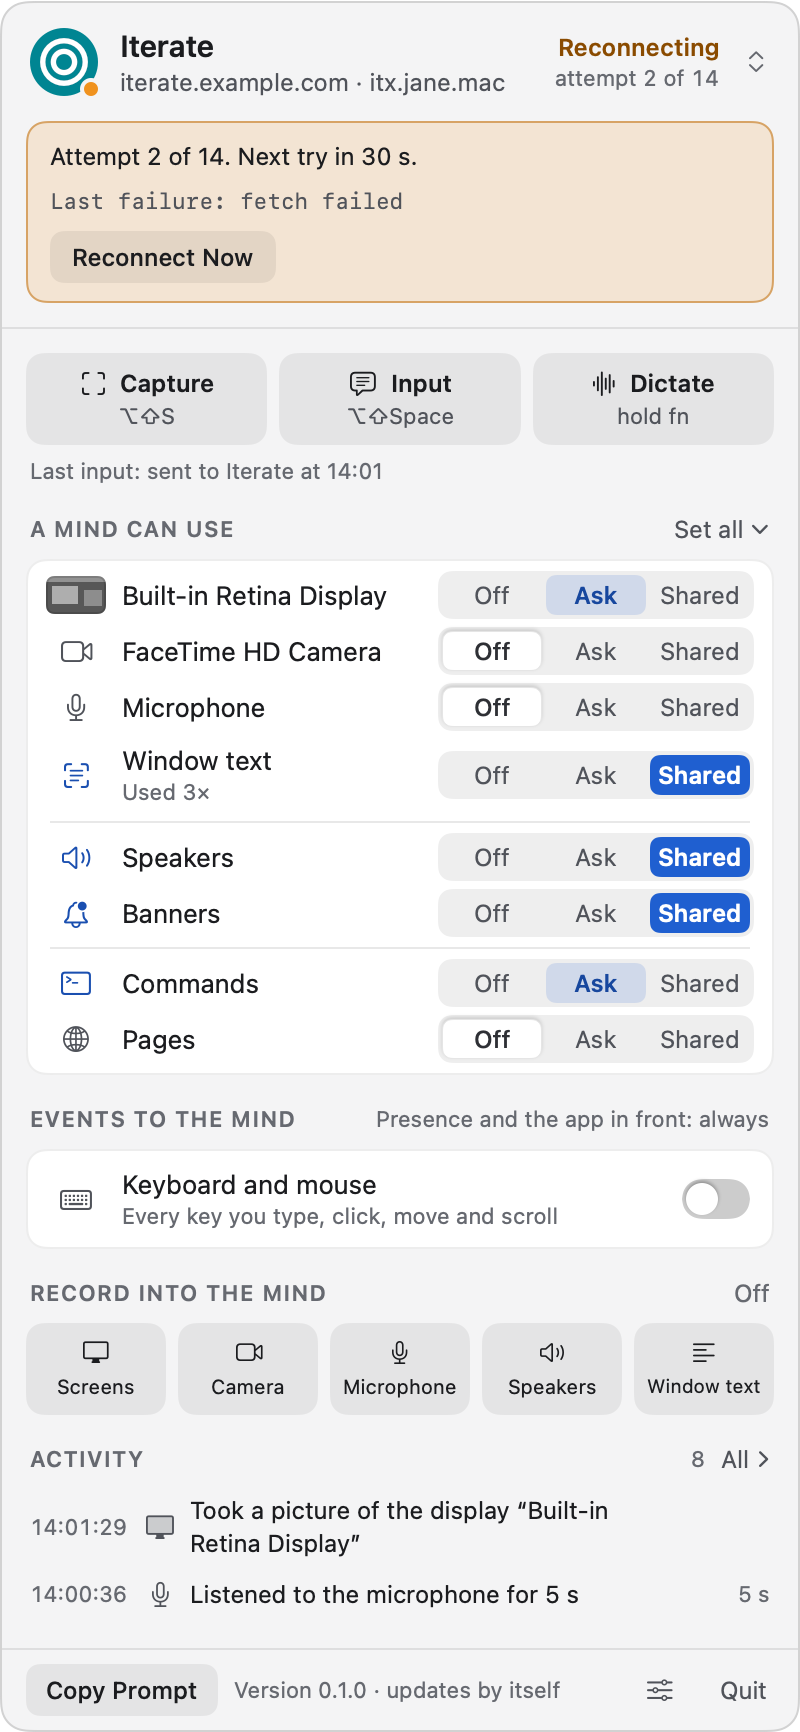 Iterate
iterate.example.com · itx.jane.mac
Reconnecting
attempt 2 of 14
Attempt 2 of 14. Next try in 30 s.
Last failure: fetch failed
Reconnect Now
Capture
⌥⇧S
Input
⌥⇧Space
Dictate
hold fn
Last input: sent to Iterate at 14:01
A MIND CAN USE
Set all
Built-in Retina Display
Off Ask Shared
FaceTime HD Camera
Off Ask Shared
Microphone
Off Ask Shared
Window text
Used 3×
Off Ask Shared
Speakers
Off Ask Shared
Banners
Off Ask Shared
Commands
Off Ask Shared
Pages
Off Ask Shared
EVENTS TO THE MIND
Presence and the app in front: always
Keyboard and mouse
Every key you type, click, move and scroll
RECORD INTO THE MIND
Off
Screens
Camera
Microphone
Speakers
Window text
ACTIVITY
8 All
14:01:29
Took a picture of the display “Built-in
Retina Display”
14:00:36
Listened to the microphone for 5 s
5 s
Copy Prompt
Version 0.1.0 · updates by itself
Quit